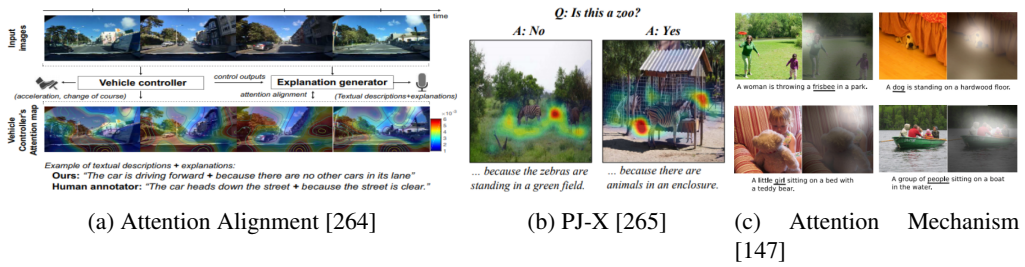 time
Input
images
Vehicle controller
control outputs
Explanation generator
(acceleration, change of course)
attention alignment
(Textual descriptions+explanations)
Vehicle
Controller's
Attention map
Example of textual descriptions + explanations:
Ours: "The car is driving forward + because there are no other cars in its lane"
Human annotator: "The car heads down the street + because the street is clear."
(a) Attention Alignment [264]
Q: Is this a zoo?
A: No
A: Yes
... because the zebras are
standing in a green field.
... because there are
animals in an enclosure.
(b) PJ-X [265]
A woman is throwing a frisbee in a park.
A dog is standing on a hardwood floor.
A little girl sitting on a bed with
a teddy bear.
A group of people sitting on a boat
in the water.
(c) Attention Mechanism
[147]